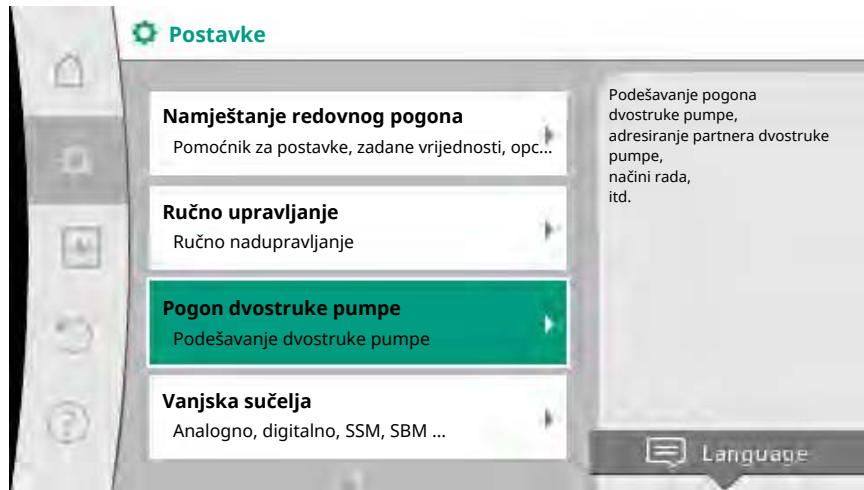 Postavke
Namještanje redovnog pogona
Pomoćnik za postavke, zadane vrijednosti, opc...
Ručno upravljanje
Ručno nadupravljanje
Pogon dvostruke pumpe
Podešavanje dvostruke pumpe
Vanjska sučelja
Analogno, digitalno, SSM, SBM ...
Podešavanje pogona
dvostruke pumpe,
adresiranje partnera dvostruke
pumpe,
načini rada,
itd.
Language